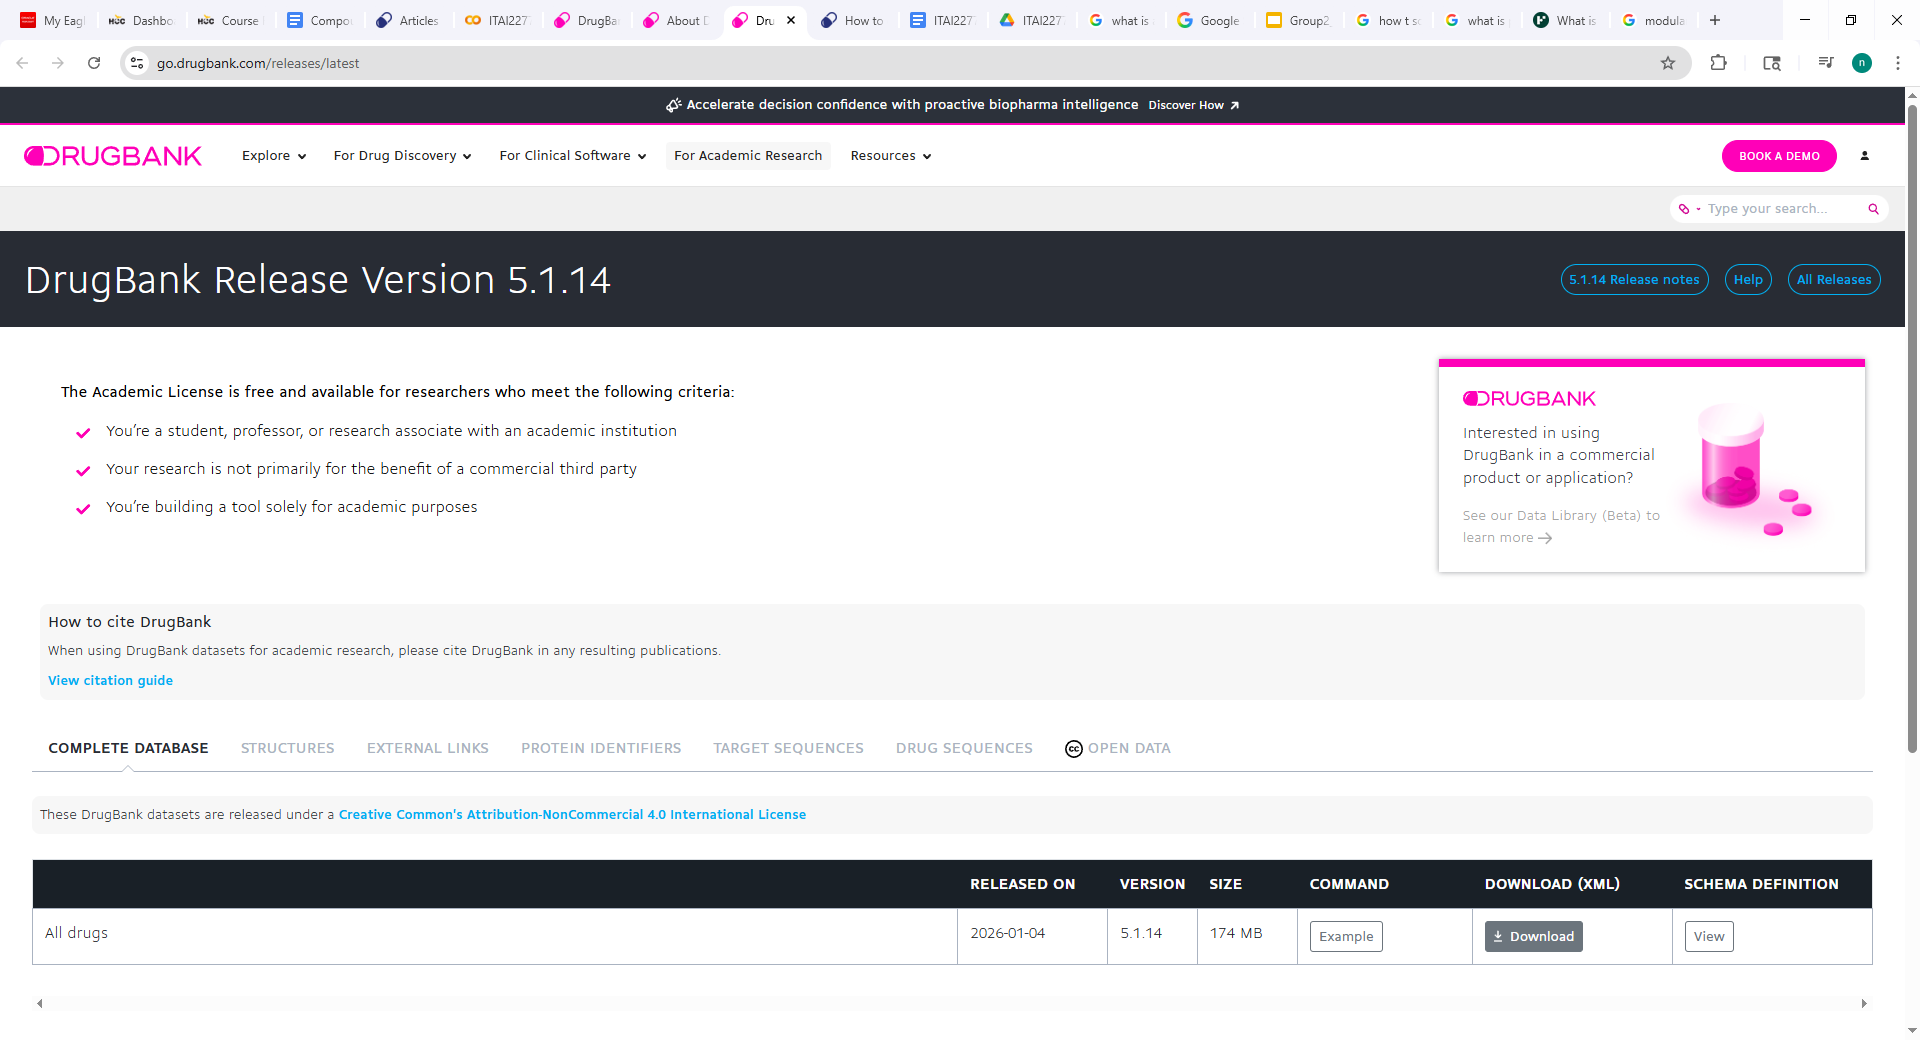 My Eagl
Dashbo
Course
Compou
Articles
ITAI227
DrugBa
About D
Dru
How to
ITAI227
ITAI227
what is
Google
Group2
how t s
what is
What is
modula
go.drugbank.com/releases/latest
n
Accelerate decision confidence with proactive biopharma intelligence Discover How
DRUGBANK
Explore
For Drug Discovery
For Clinical Software
For Academic Research
Resources
BOOK A DEMO
Type your search...
DrugBank Release Version 5.1.14
5.1.14 Release notes
Help
All Releases
The Academic License is free and available for researchers who meet the following criteria:
You’re a student, professor, or research associate with an academic institution
Your research is not primarily for the benefit of a commercial third party
You’re building a tool solely for academic purposes
DRUGBANK
Interested in using
DrugBank in a commercial
product or application?
See our Data Library (Beta) to
learn more
How to cite DrugBank
When using DrugBank datasets for academic research, please cite DrugBank in any resulting publications.
View citation guide
COMPLETE DATABASE
STRUCTURES
EXTERNAL LINKS
PROTEIN IDENTIFIERS
TARGET SEQUENCES
DRUG SEQUENCES
cc OPEN DATA
These DrugBank datasets are released under a Creative Common's Attribution-NonCommercial 4.0 International License
RELEASED ON VERSION SIZE COMMAND DOWNLOAD (XML) SCHEMA DEFINITION
All drugs 2026-01-04 5.1.14 174 MB Example Download View